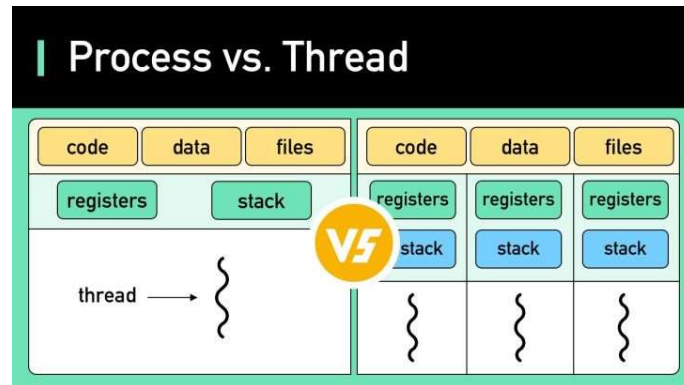 Process vs. Thread
code data files
registers stack
thread
VS
code data files
registers registers registers
stack stack stack